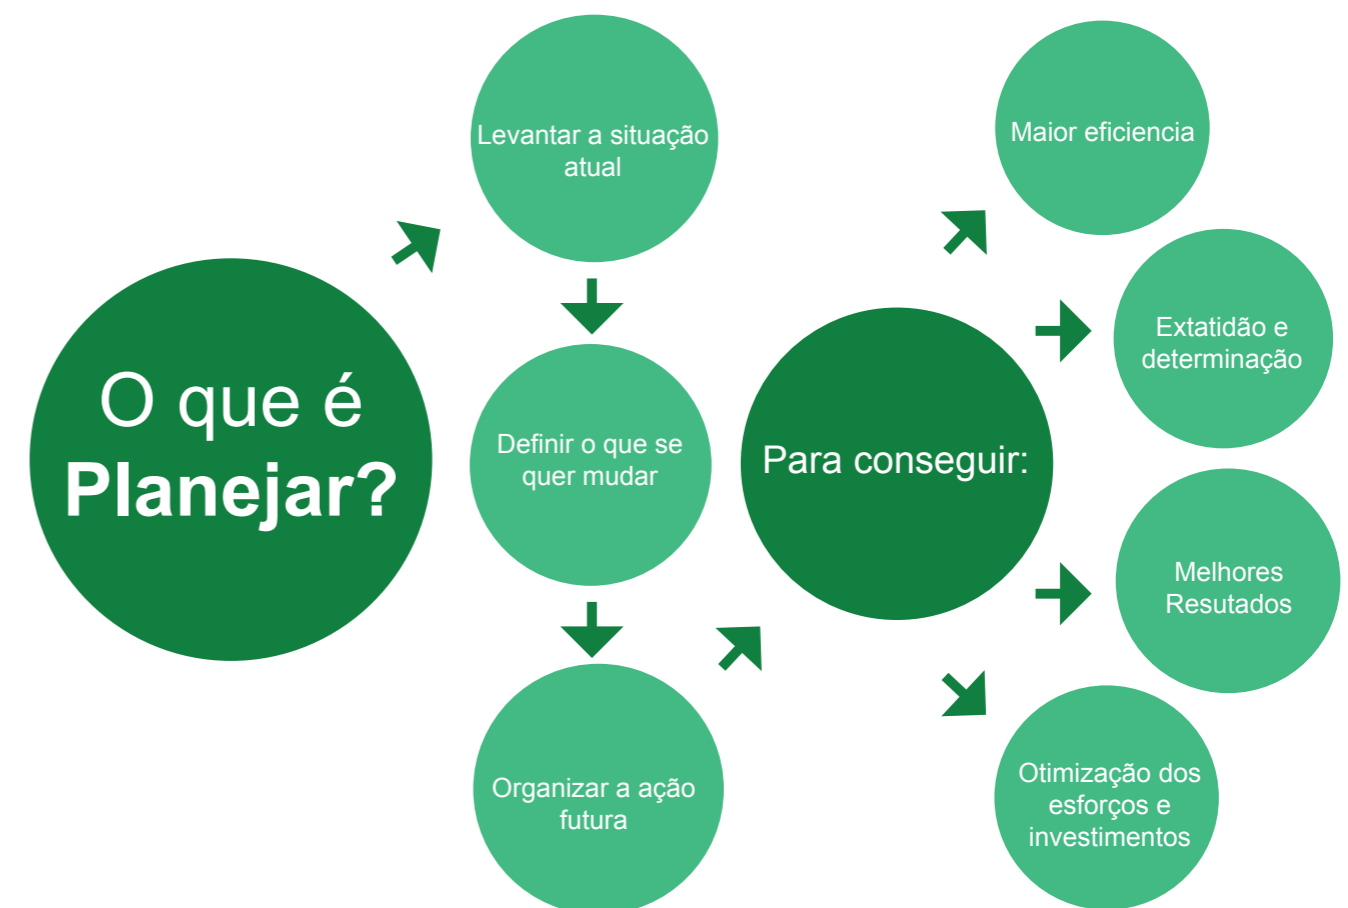 O que é
Planejar?
Levantar a situação
atual
Definir o que se
quer mudar
Organizar a ação
futura
Para conseguir:
Maior eficiencia
Extatidão e
determinação
Melhores
Resutados
Otimização dos
esforços e
investimentos